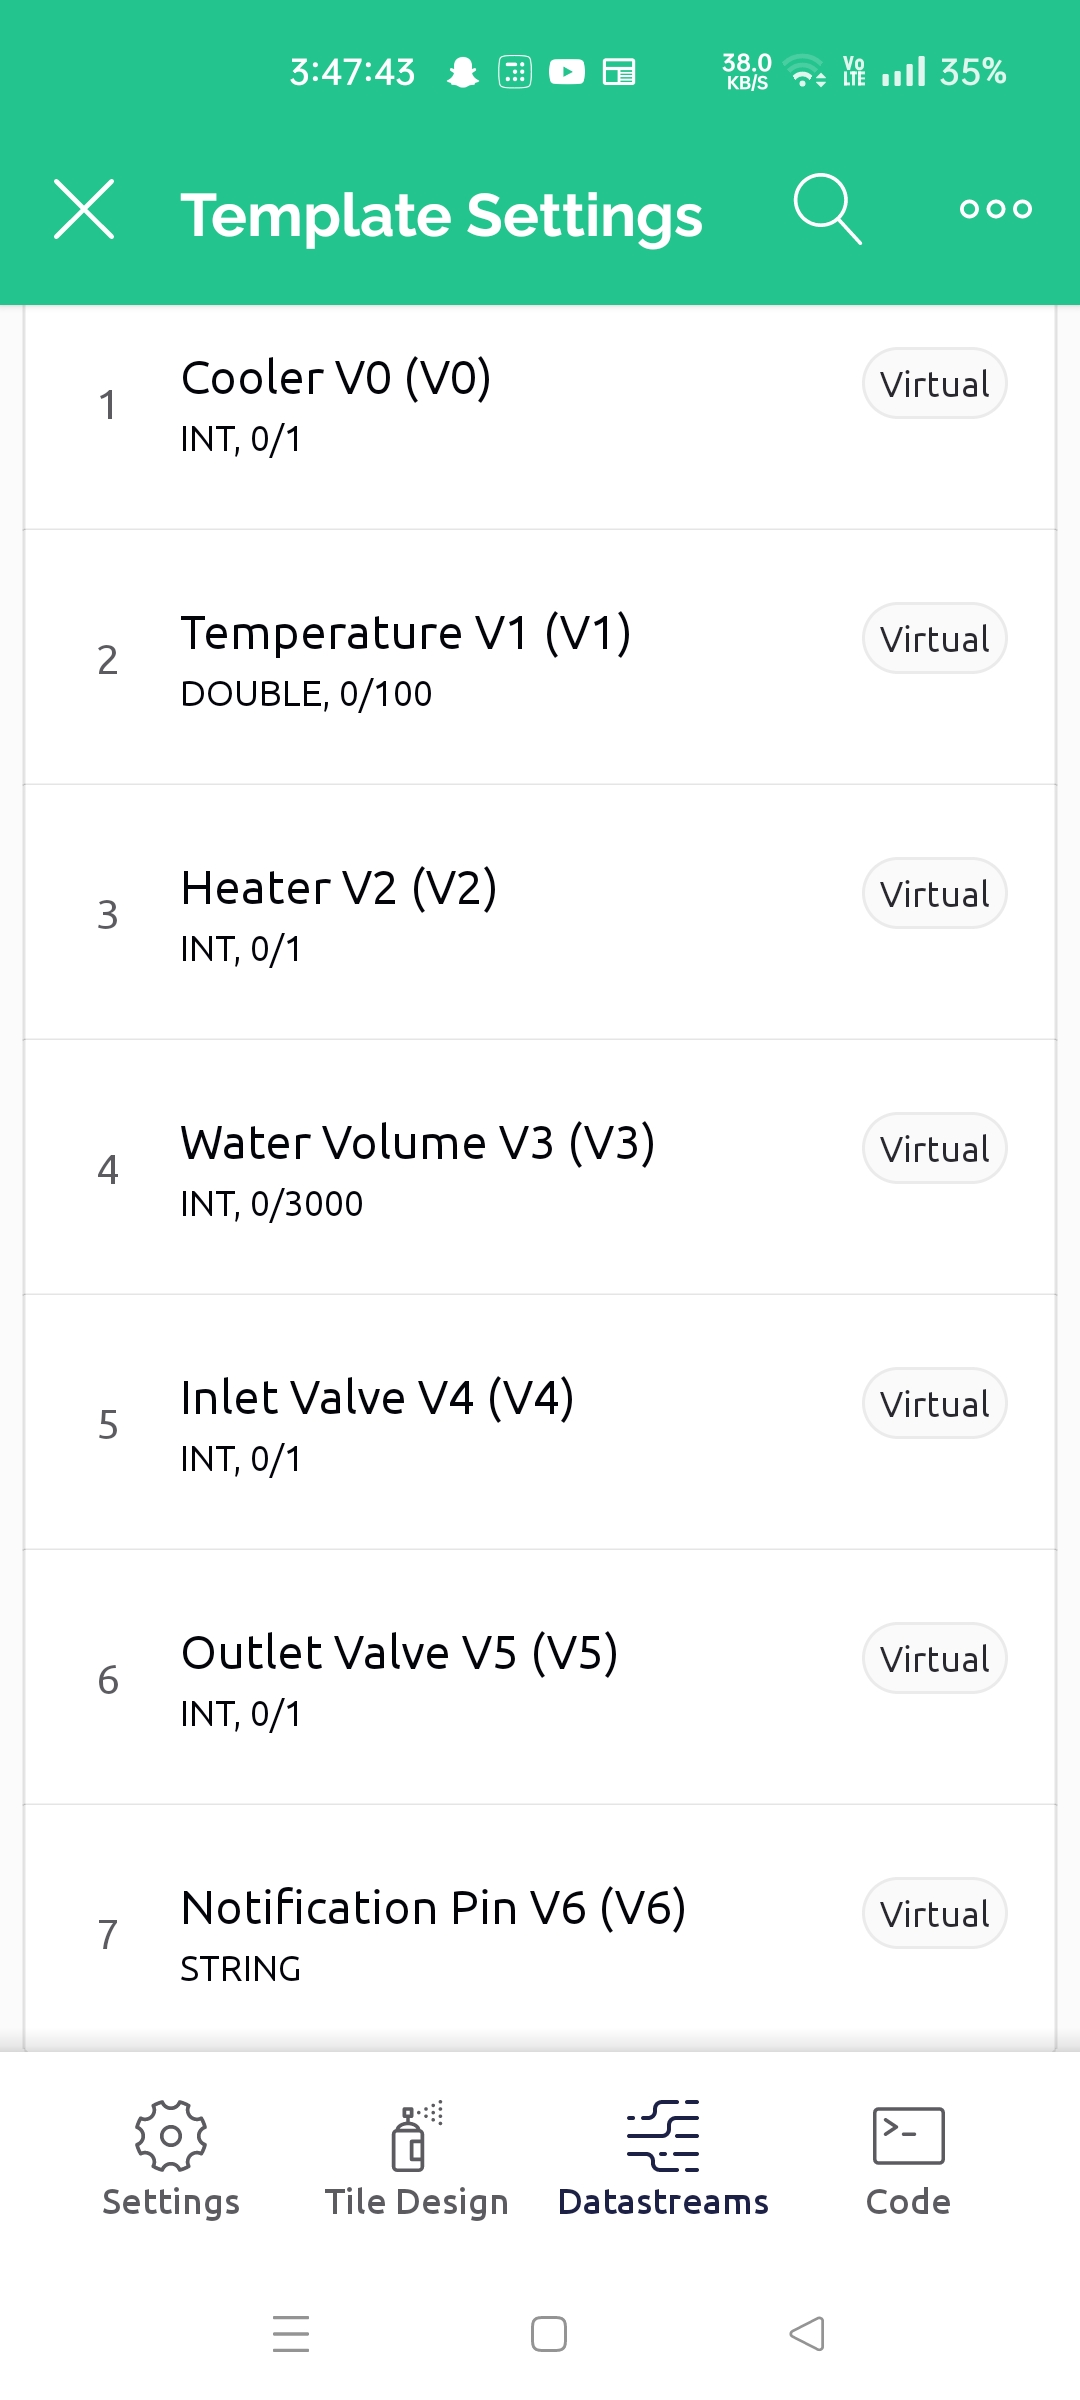 3:47:43 38.0 KB/S Vo LTE 35%
Template Settings
1
Cooler V0 (V0)
Virtual
INT, 0/1
2
Temperature V1 (V1)
Virtual
DOUBLE, 0/100
3
Heater V2 (V2)
Virtual
INT, 0/1
4
Water Volume V3 (V3)
Virtual
INT, 0/3000
5
Inlet Valve V4 (V4)
Virtual
INT, 0/1
6
Outlet Valve V5 (V5)
Virtual
INT, 0/1
7
Notification Pin V6 (V6)
Virtual
STRING
Settings
Tile Design
Datastreams
Code